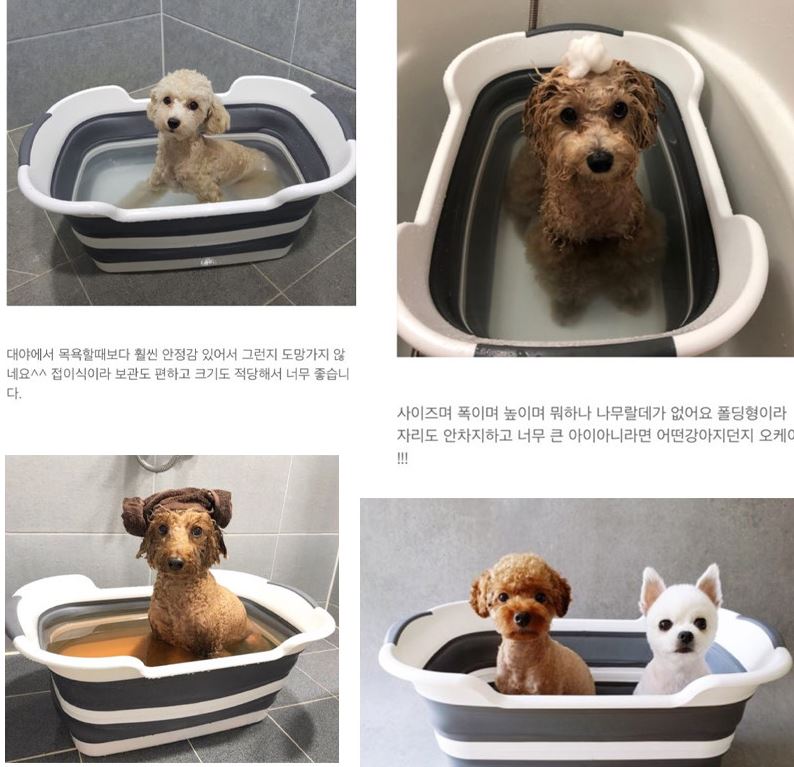 대야에서 목욕할때보다 훨씬 안정감 있어서 그런지 도망가지 않
네요^^ 접이식이라 보관도 편하고 크기도 적당해서 너무 좋습니
다.
사이즈며 폭이며 높이며 뭐하나 나무랄데가 없어요 폴딩형이라
자리도 안차지하고 너무 큰 아이아니라면 어떤강아지던지 오케이
!!!